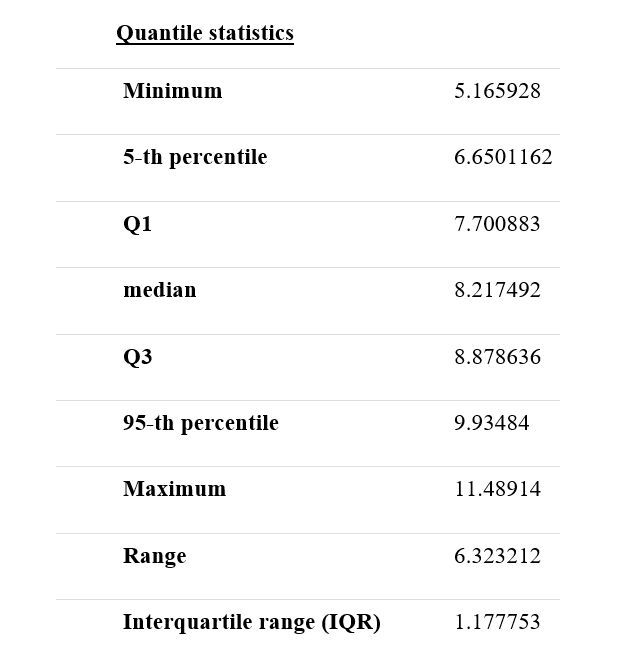 Quantile statistics
Minimum 5.165928
5-th percentile 6.6501162
Q1 7.700883
median 8.217492
Q3 8.878636
95-th percentile 9.93484
Maximum 11.48914
Range 6.323212
Interquartile range (IQR) 1.177753